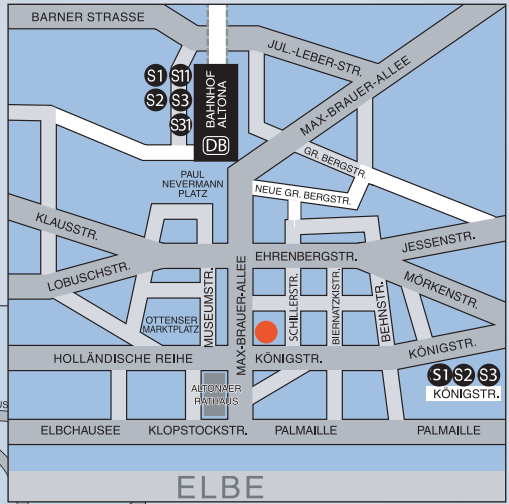 BARNER STRASSE
JUL.-LEBER-STR.
MAX-BRAUER-ALLEE
S1 S11
S2 S3
S31
BAHNHOF
ALTONA
DB
GR. BERGSTR.
PAUL
NEVERMANN
PLATZ
NEUE GR. BERGSTR.
KLAUSSTR.
EHRENBERGSTR.
JESSENSTR.
LOBUSCHSTR.
MÖRKENSTR.
MUSEUMSTR.
MAX-BRAUER-ALLEE
SCHILLERSTR.
BIERNATZKISTR.
BEHNSTR.
OTTENSER
MARKTPLATZ
HOLLÄNDISCHE REIHE
KÖNIGSTR.
KÖNIGSTR.
S1 S2 S3
KÖNIGSTR.
ALTONAER
RATHAUS
ELBCHAUSEE
KLOPSTOCKSTR.
PALMAILLE
PALMAILLE
ELBE